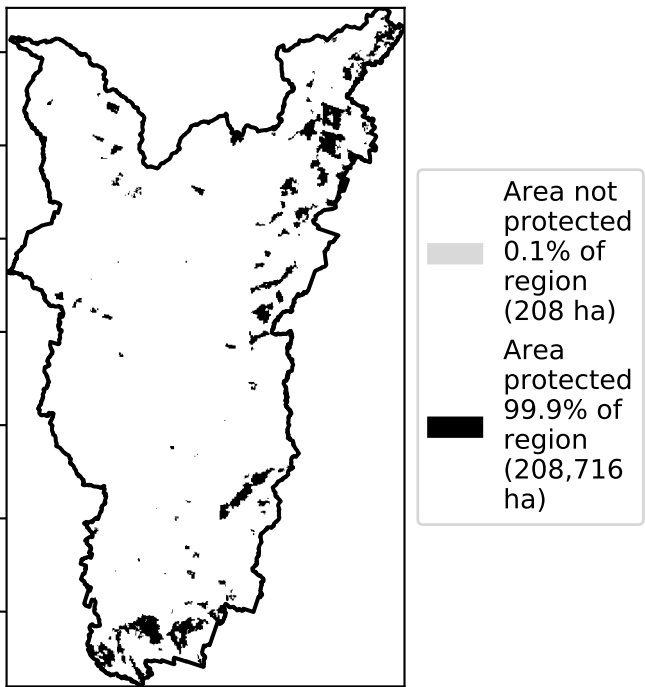 Area not
protected
0.1% of
region
(208 ha)
Area
protected
99.9% of
region
(208,716
ha)